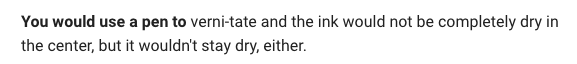 You would use a pen to verni-tate and the ink would not be completely dry in
the center, but it wouldn't stay dry, either.